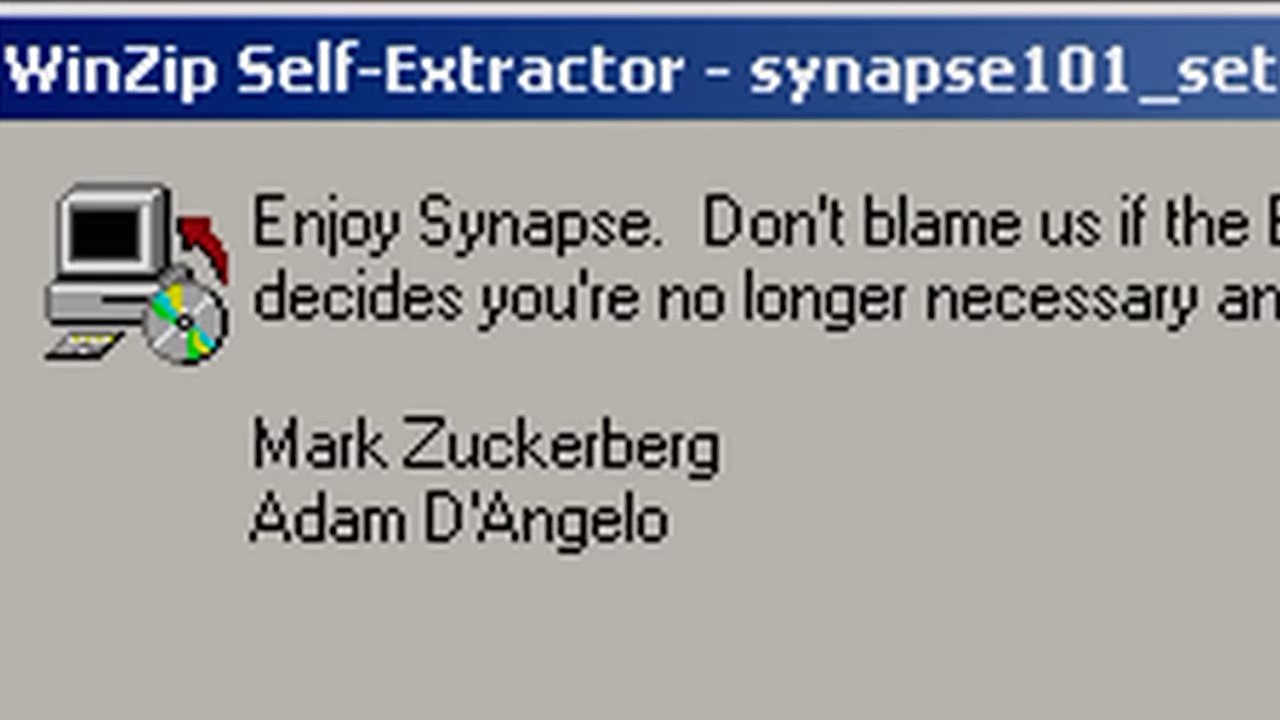 WinZip Self-Extractor - synapse101_set
Enjoy Synapse.  Don't blame us if the
decides you're no longer necessary an
Mark Zuckerberg
Adam D'Angelo